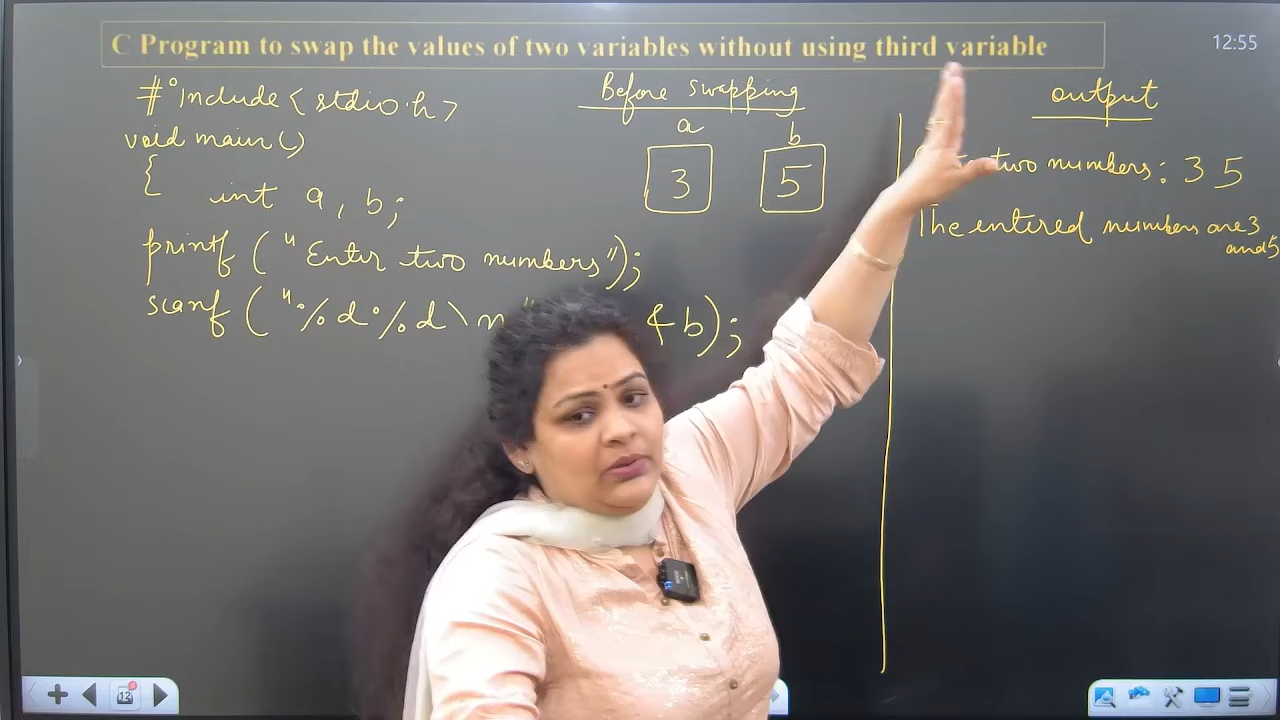 C Program to swap the values of two variables without using third variable
12:55
#include<stdio.h>
void main()
{
int a, b;
printf ("Enter two numbers");
scanf ("%d%d\n" &b);
Before swapping
a b
3 5
output
two numbers: 3 5
The entered numbers are 3
and 5
12